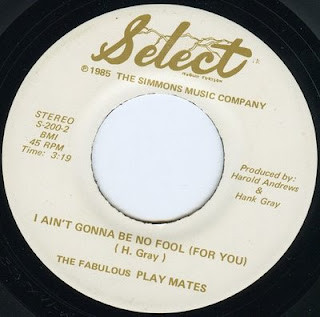 Select
℗ 1985 THE SIMMONS MUSIC COMPANY
STEREO
S-200-2
BMI
45 RPM
Time: 3:19
Produced by:
Harold Andrews
&
Hank Gray
I AIN'T GONNA BE NO FOOL (FOR YOU)
( H. Gray )
THE FABULOUS PLAY MATES